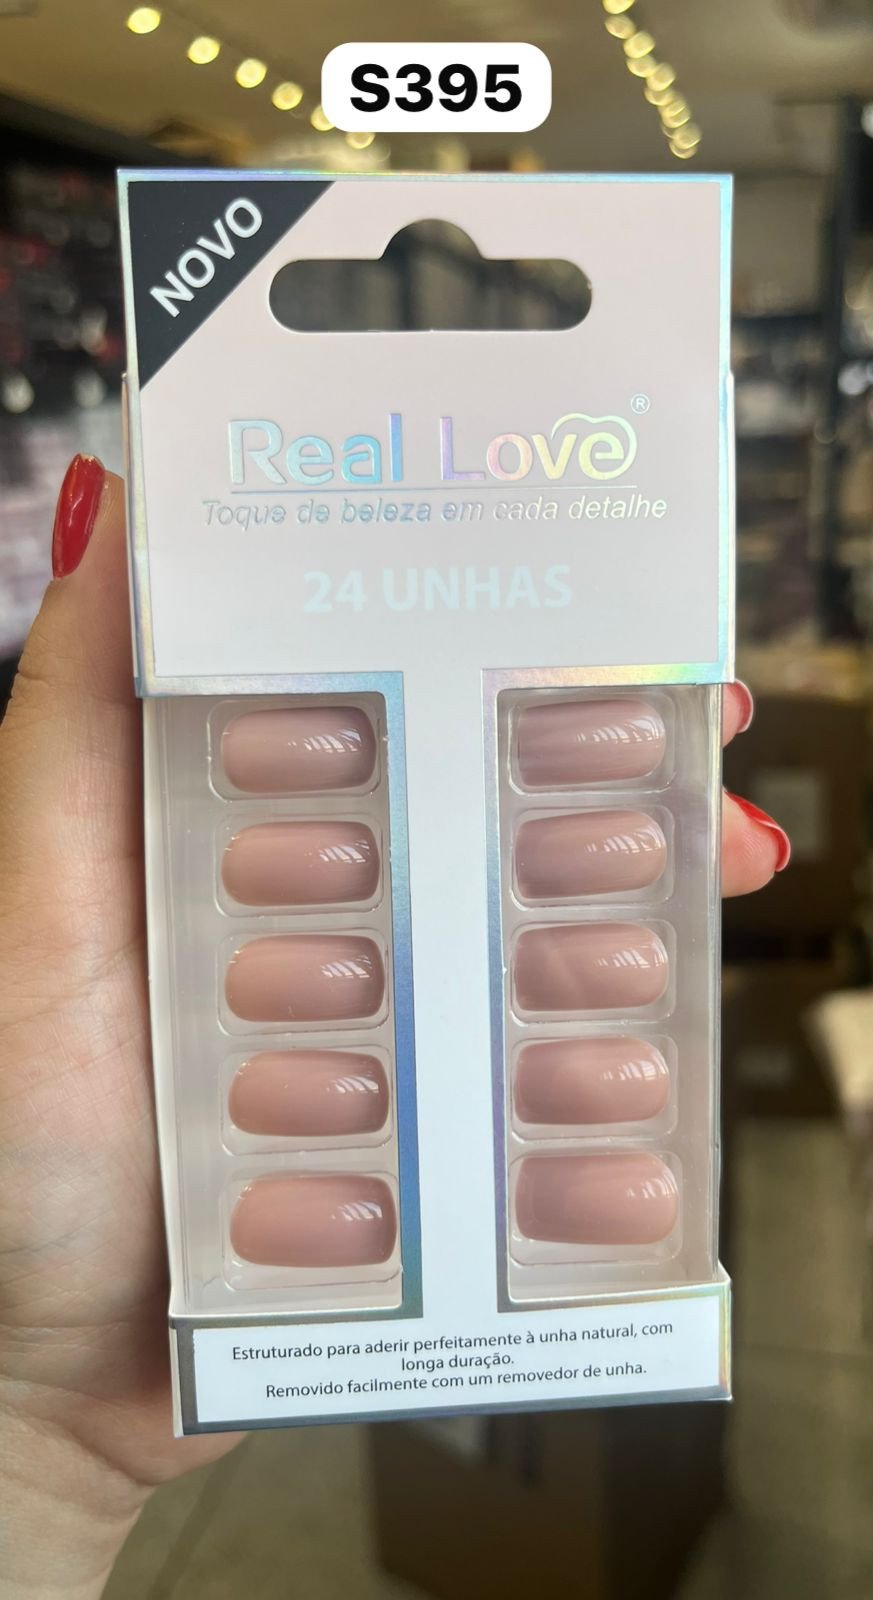 S395
NOVO
Real Love®
Toque de beleza em cada detalhe
24 UNHAS
Estruturado para aderir perfeitamente à unha natural, com
longa duração.
Removido facilmente com um removedor de unha.